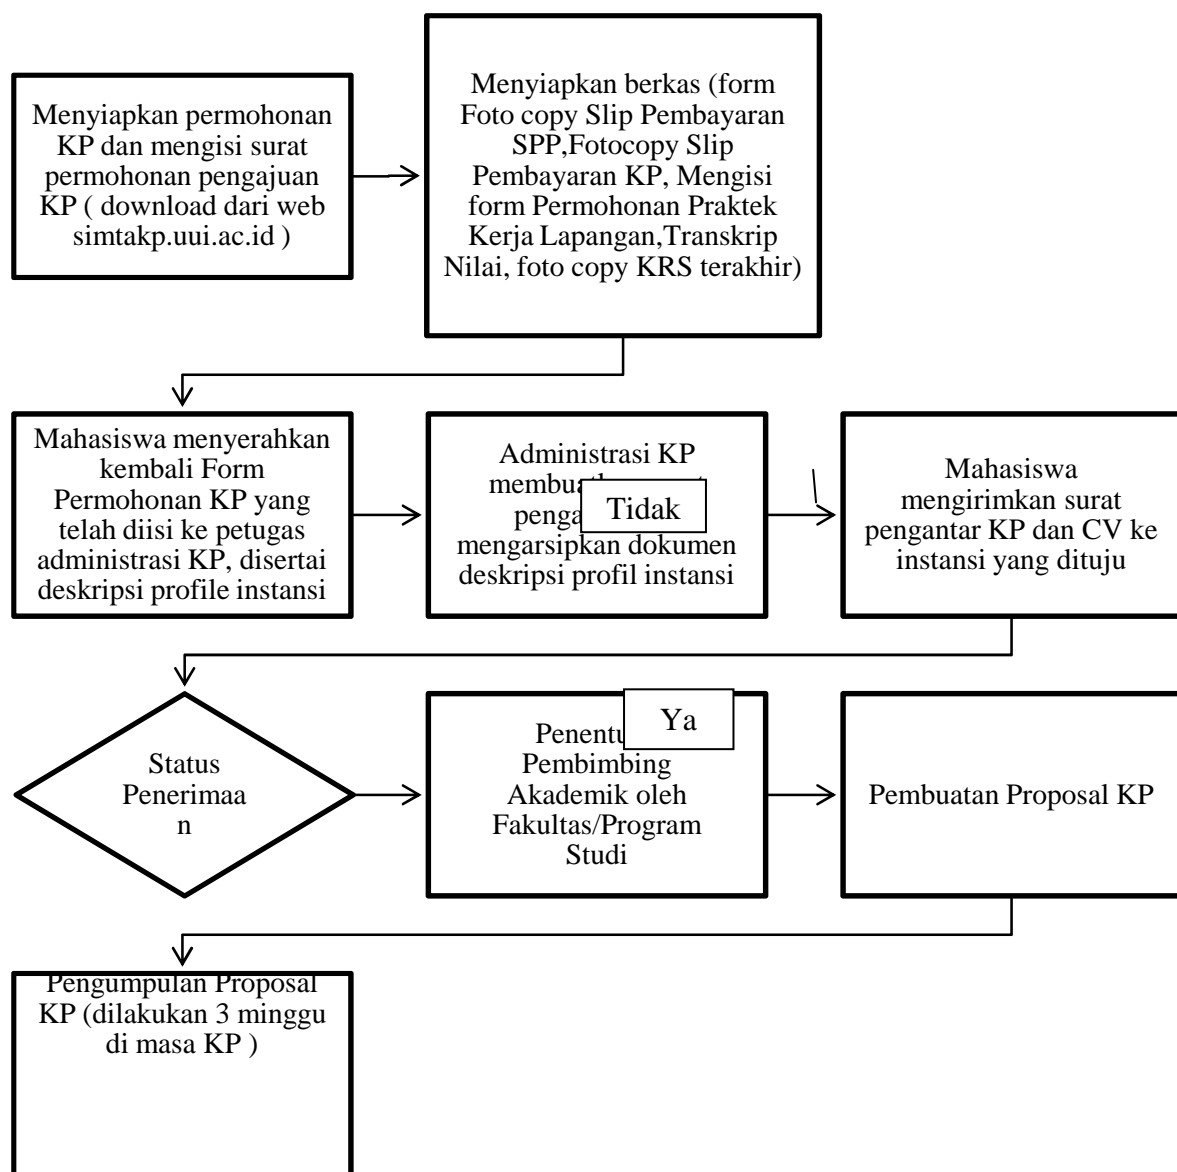 Menyiapkan permohonan
KP dan mengisi surat
permohonan pengajuan
KP ( download dari web
simtakp.uui.ac.id )
Menyiapkan berkas (form
Foto copy Slip Pembayaran
SPP,Fotocopy Slip
Pembayaran KP, Mengisi
form Permohonan Praktek
Kerja Lapangan,Transkrip
Nilai, foto copy KRS terakhir)
Mahasiswa menyerahkan
kembali Form
Permohonan KP yang
telah diisi ke petugas
administrasi KP, disertai
deskripsi profile instansi
Administrasi KP
mengarsipkan dokumen
deskripsi profil instansi
Tidak
Mahasiswa
mengirimkan surat
pengantar KP dan CV ke
instansi yang dituju
Status
Penerimaa
n
Pembimbing
Akademik oleh
Fakultas/Program
Studi
Ya
Pembuatan Proposal KP
Pengumpulan Proposal
KP (dilakukan 3 minggu
di masa KP )